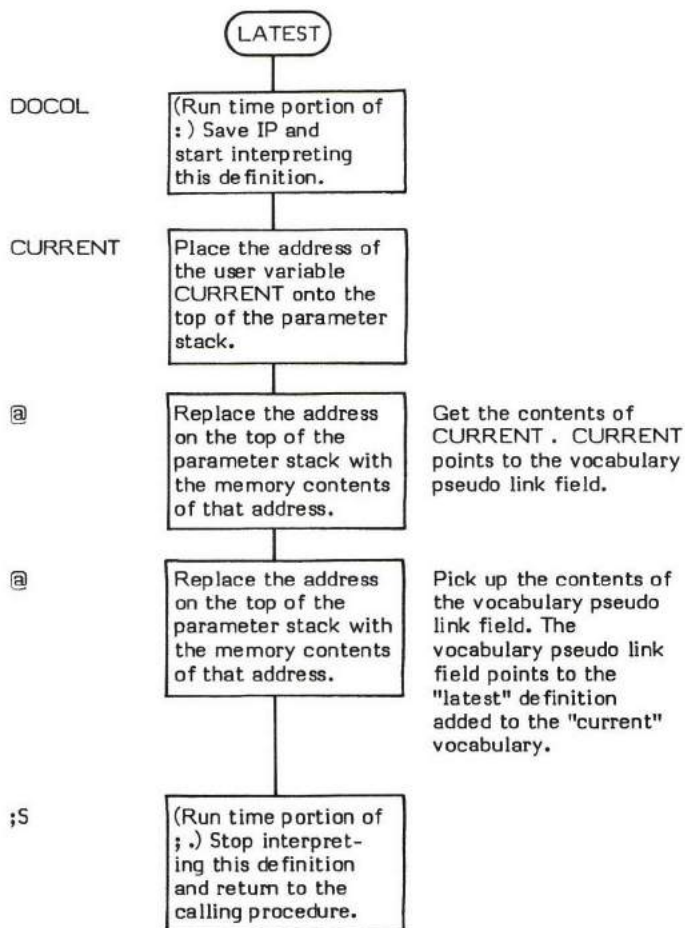 LATEST
DOCOL
(Run time portion of
: ) Save IP and
start interpreting
this definition.
CURRENT
Place the address of
the user variable
CURRENT onto the
top of the parameter
stack.
@
Replace the address
on the top of the
parameter stack with
the memory contents
of that address.
Get the contents of
CURRENT . CURRENT
points to the vocabulary
pseudo link field.
@
Replace the address
on the top of the
parameter stack with
the memory contents
of that address.
Pick up the contents of
the vocabulary pseudo
link field. The
vocabulary pseudo link
field points to the
"latest" definition
added to the "current"
vocabulary.
;S
(Run time portion of
; .) Stop interpret-
ing this definition
and return to the
calling procedure.